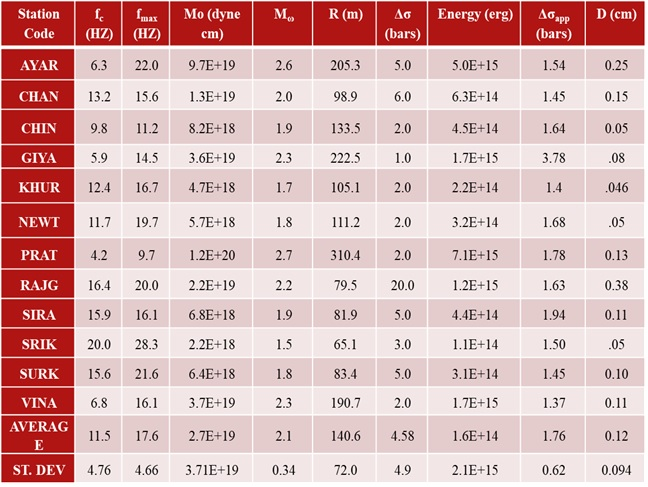 Station Code f_c (HZ) f_max (HZ) Mo (dyne cm) M_ω R (m) Δσ (bars) Energy (erg) Δσ_app (bars) D (cm)
AYAR 6.3 22.0 9.7E+19 2.6 205.3 5.0 5.0E+15 1.54 0.25
CHAN 13.2 15.6 1.3E+19 2.0 98.9 6.0 6.3E+14 1.45 0.15
CHIN 9.8 11.2 8.2E+18 1.9 133.5 2.0 4.5E+14 1.64 0.05
GIYA 5.9 14.5 3.6E+19 2.3 222.5 1.0 1.7E+15 3.78 .08
KHUR 12.4 16.7 4.7E+18 1.7 105.1 2.0 2.2E+14 1.4 .046
NEWT 11.7 19.7 5.7E+18 1.8 111.2 2.0 3.2E+14 1.68 .05
PRAT 4.2 9.7 1.2E+20 2.7 310.4 2.0 7.1E+15 1.78 0.13
RAJG 16.4 20.0 2.2E+19 2.2 79.5 20.0 1.2E+15 1.63 0.38
SIRA 15.9 16.1 6.8E+18 1.9 81.9 5.0 4.4E+14 1.94 0.11
SRIK 20.0 28.3 2.2E+18 1.5 65.1 3.0 1.1E+14 1.50 .05
SURK 15.6 21.6 6.4E+18 1.8 83.4 5.0 3.1E+14 1.45 0.10
VINA 6.8 16.1 3.7E+19 2.3 190.7 2.0 1.7E+15 1.37 0.11
AVERAG E 11.5 17.6 2.7E+19 2.1 140.6 4.58 1.6E+14 1.76 0.12
ST. DEV 4.76 4.66 3.71E+19 0.34 72.0 4.9 2.1E+15 0.62 0.094